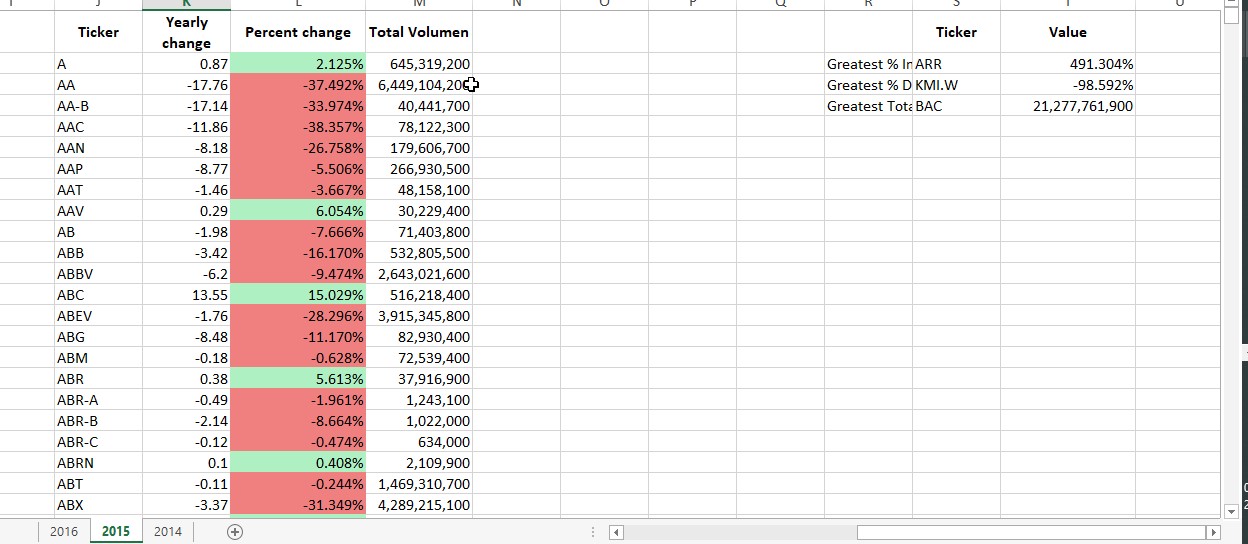 J K L M N O P Q R S T U
Ticker Yearly change Percent change Total Volumen Ticker Value
A 0.87 2.125% 645,319,200 Greatest % In ARR 491.304%
AA -17.76 -37.492% 6,449,104,200 Greatest % D KMI.W -98.592%
AA-B -17.14 -33.974% 40,441,700 Greatest Tota BAC 21,277,761,900
AAC -11.86 -38.357% 78,122,300
AAN -8.18 -26.758% 179,606,700
AAP -8.77 -5.506% 266,930,500
AAT -1.46 -3.667% 48,158,100
AAV 0.29 6.054% 30,229,400
AB -1.98 -7.666% 71,403,800
ABB -3.42 -16.170% 532,805,500
ABBV -6.2 -9.474% 2,643,021,600
ABC 13.55 15.029% 516,218,400
ABEV -1.76 -28.296% 3,915,345,800
ABG -8.48 -11.170% 82,930,400
ABM -0.18 -0.628% 72,539,400
ABR 0.38 5.613% 37,916,900
ABR-A -0.49 -1.961% 1,243,100
ABR-B -2.14 -8.664% 1,022,000
ABR-C -0.12 -0.474% 634,000
ABRN 0.1 0.408% 2,109,900
ABT -0.11 -0.244% 1,469,310,700
ABX -3.37 -31.349% 4,289,215,100
2016 2015 2014